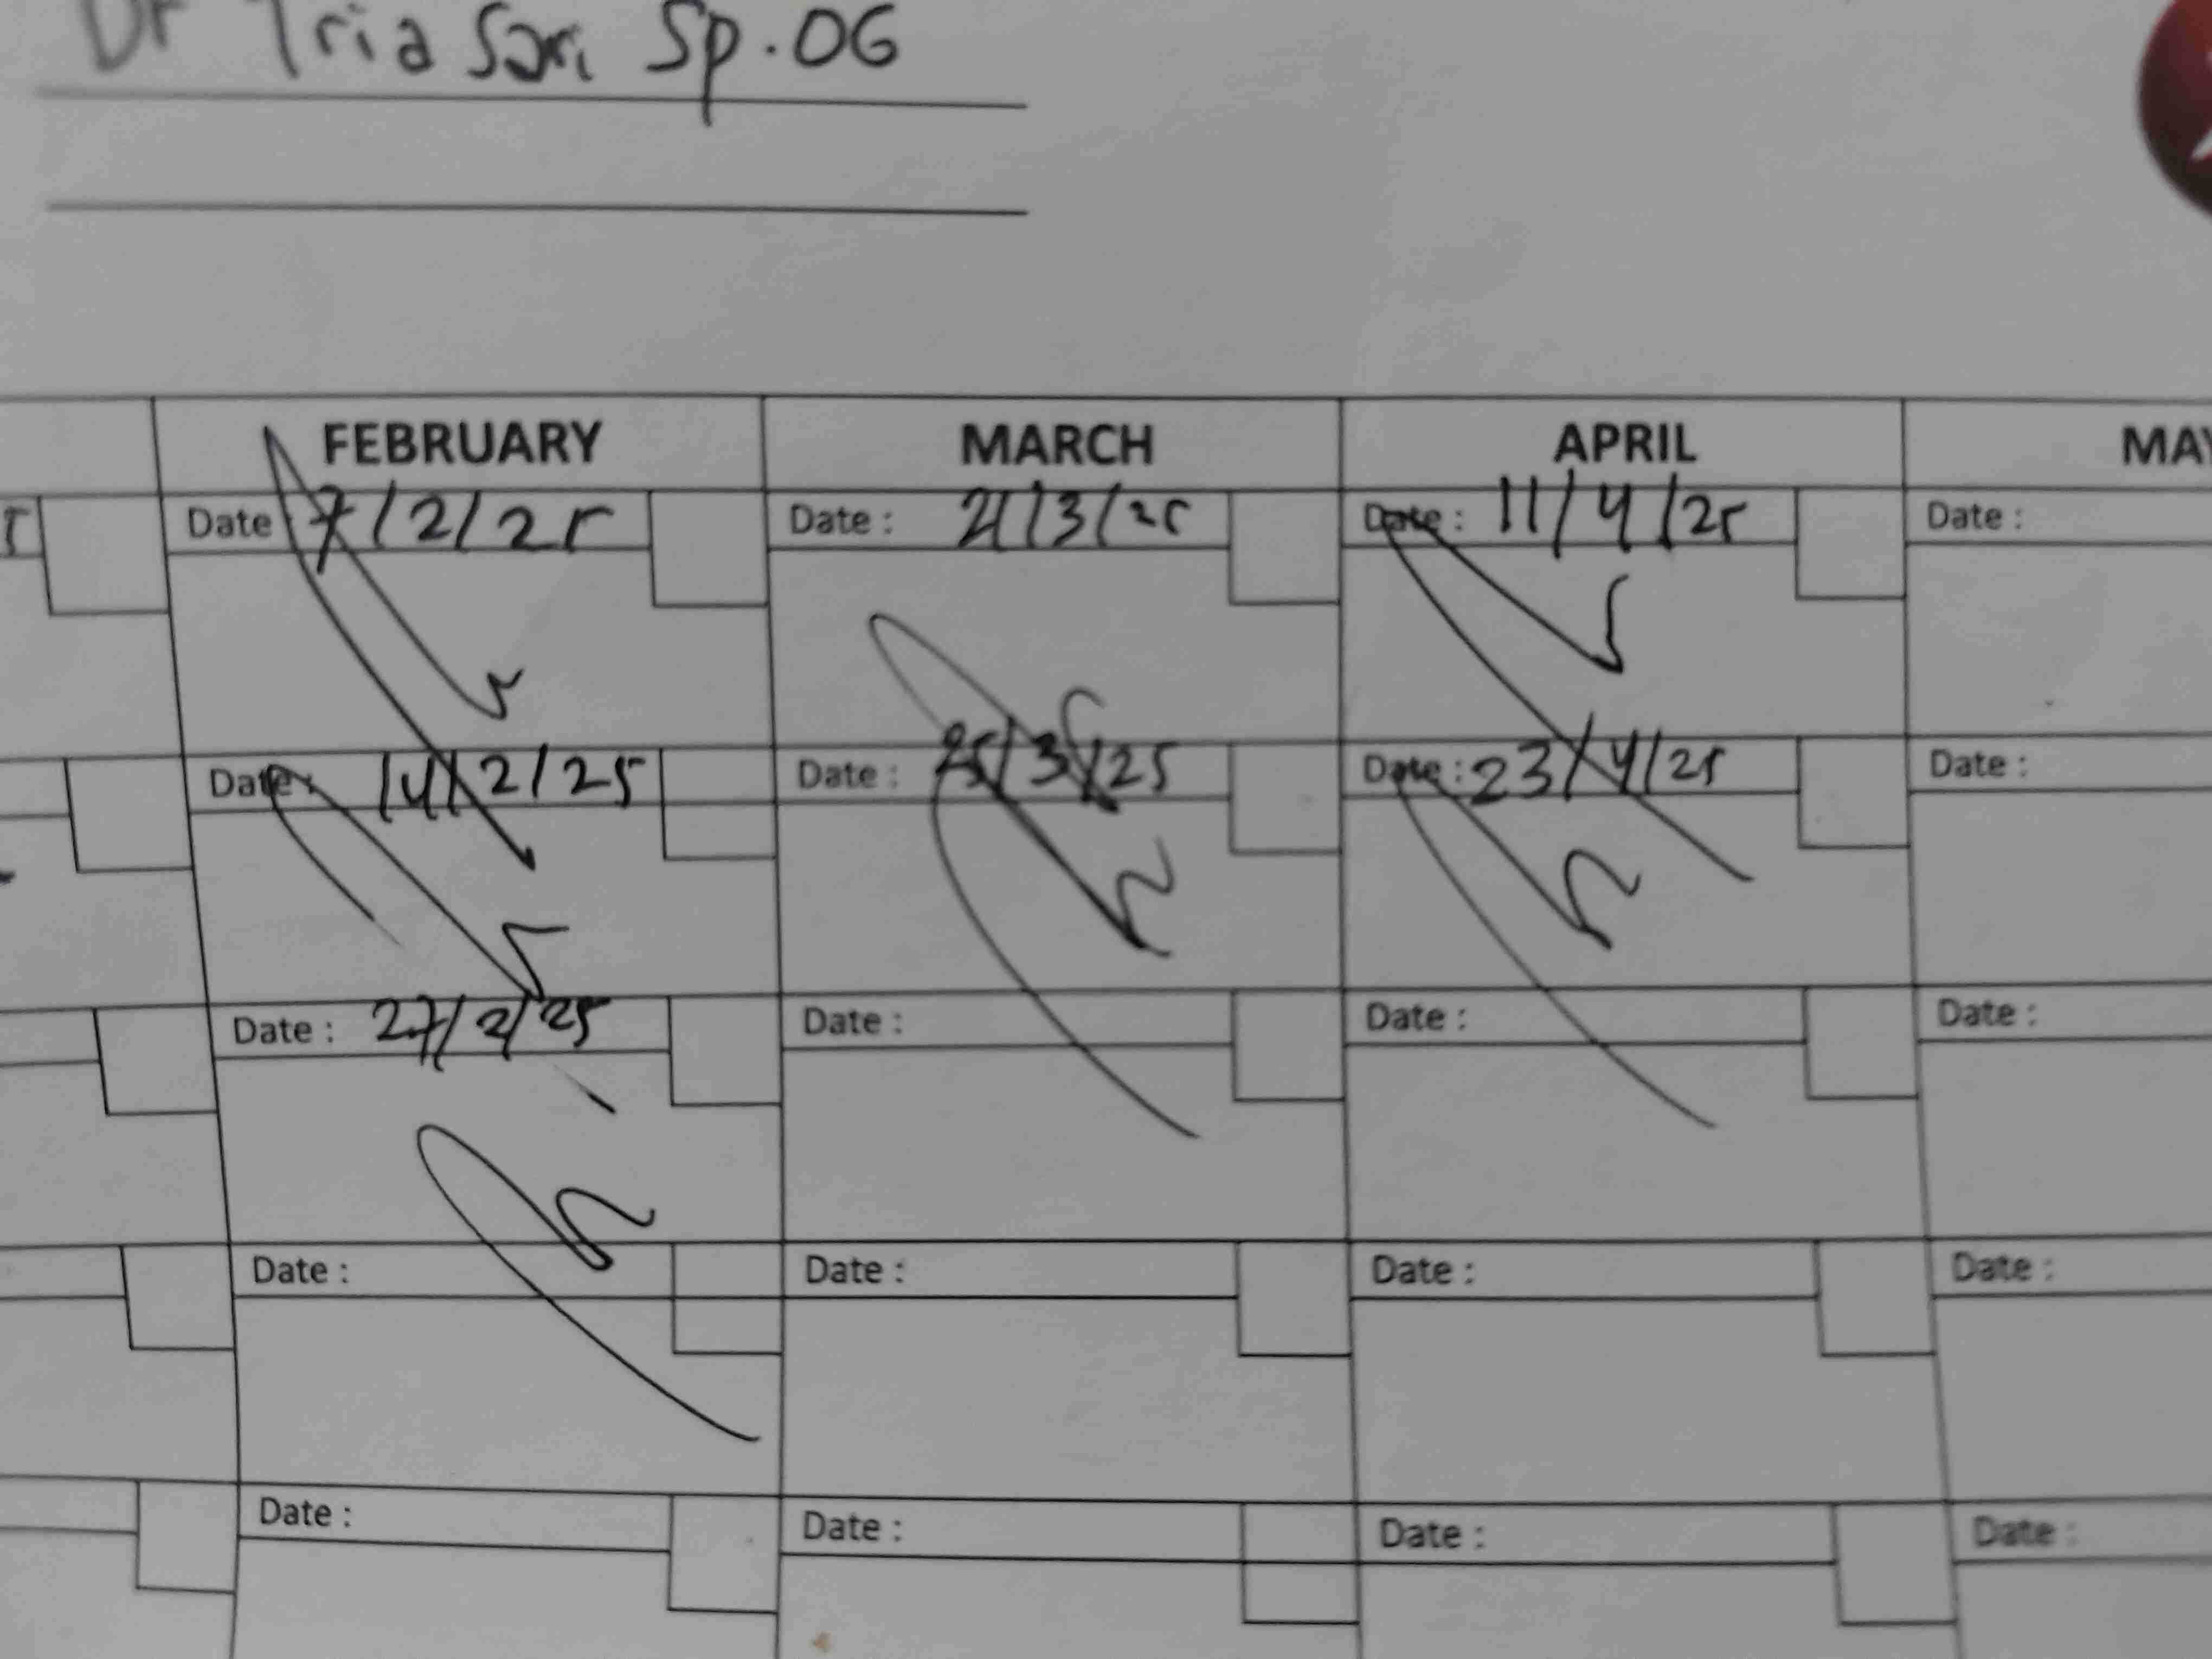 Dr Tria Sari Sp.OG
FEBRUARY MARCH APRIL MAY
Date 7/2/25 Date : 21/3/25 Date : 11/4/25 Date :
Date : 14/2/25 Date : 25/3/25 Date : 23/4/25 Date :
Date : 27/2/25 Date : Date : Date :
Date : Date : Date : Date :
Date : Date : Date : Date :